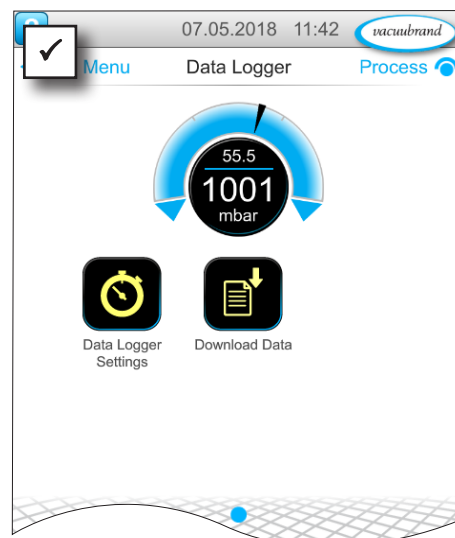 07.05.2018 11:42 vacuubrand
Menu Data Logger Process
55.5
1001
mbar
Data Logger
Settings
Download Data